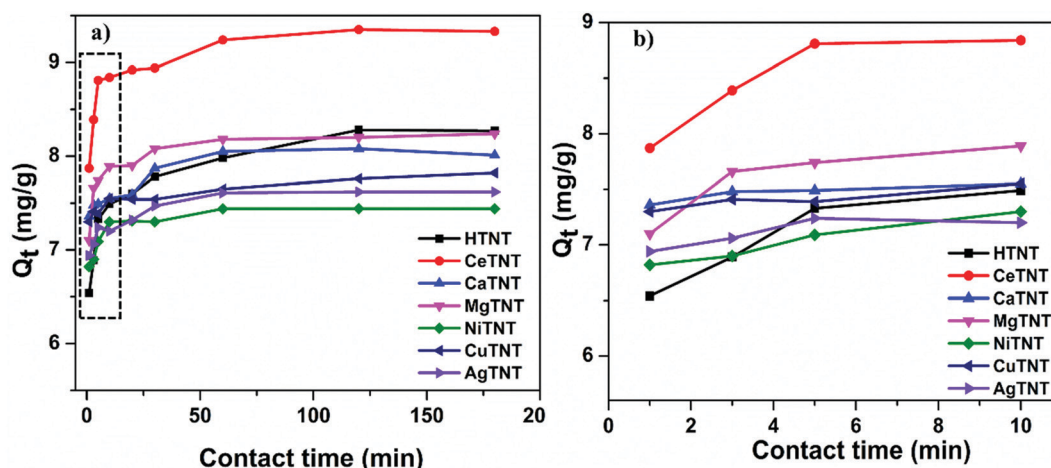 a)
Qt (mg/g)
9
8
7
6
0
50
100
150
20
Contact time (min)
HTNT
CeTNT
CaTNT
MgTNT
NiTNT
CuTNT
AgTNT
b)
9
8
7
6
0
2
4
6
8
10
Contact time (min)
Qt (mg/g)
HTNT
CeTNT
CaTNT
MgTNT
NiTNT
CuTNT
AgTNT